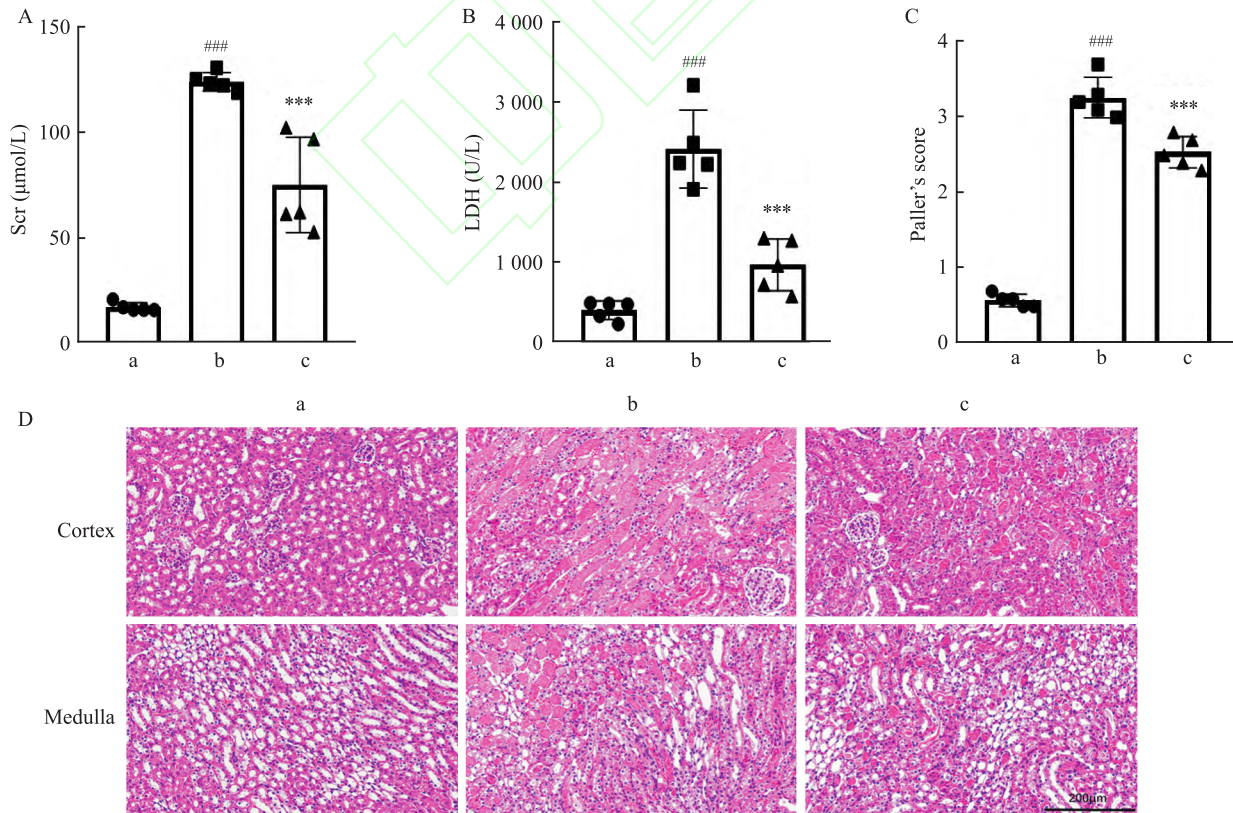 A
Scr (μmol/L)
150
100
50
0
###
***
a
b
c
B
LDH (U/L)
4 000
3 000
2 000
1 000
0
###
***
a
b
c
C
Paller's score
4
3
2
1
0
###
***
a
b
c
D
a
b
c
Cortex
Medulla
200μm